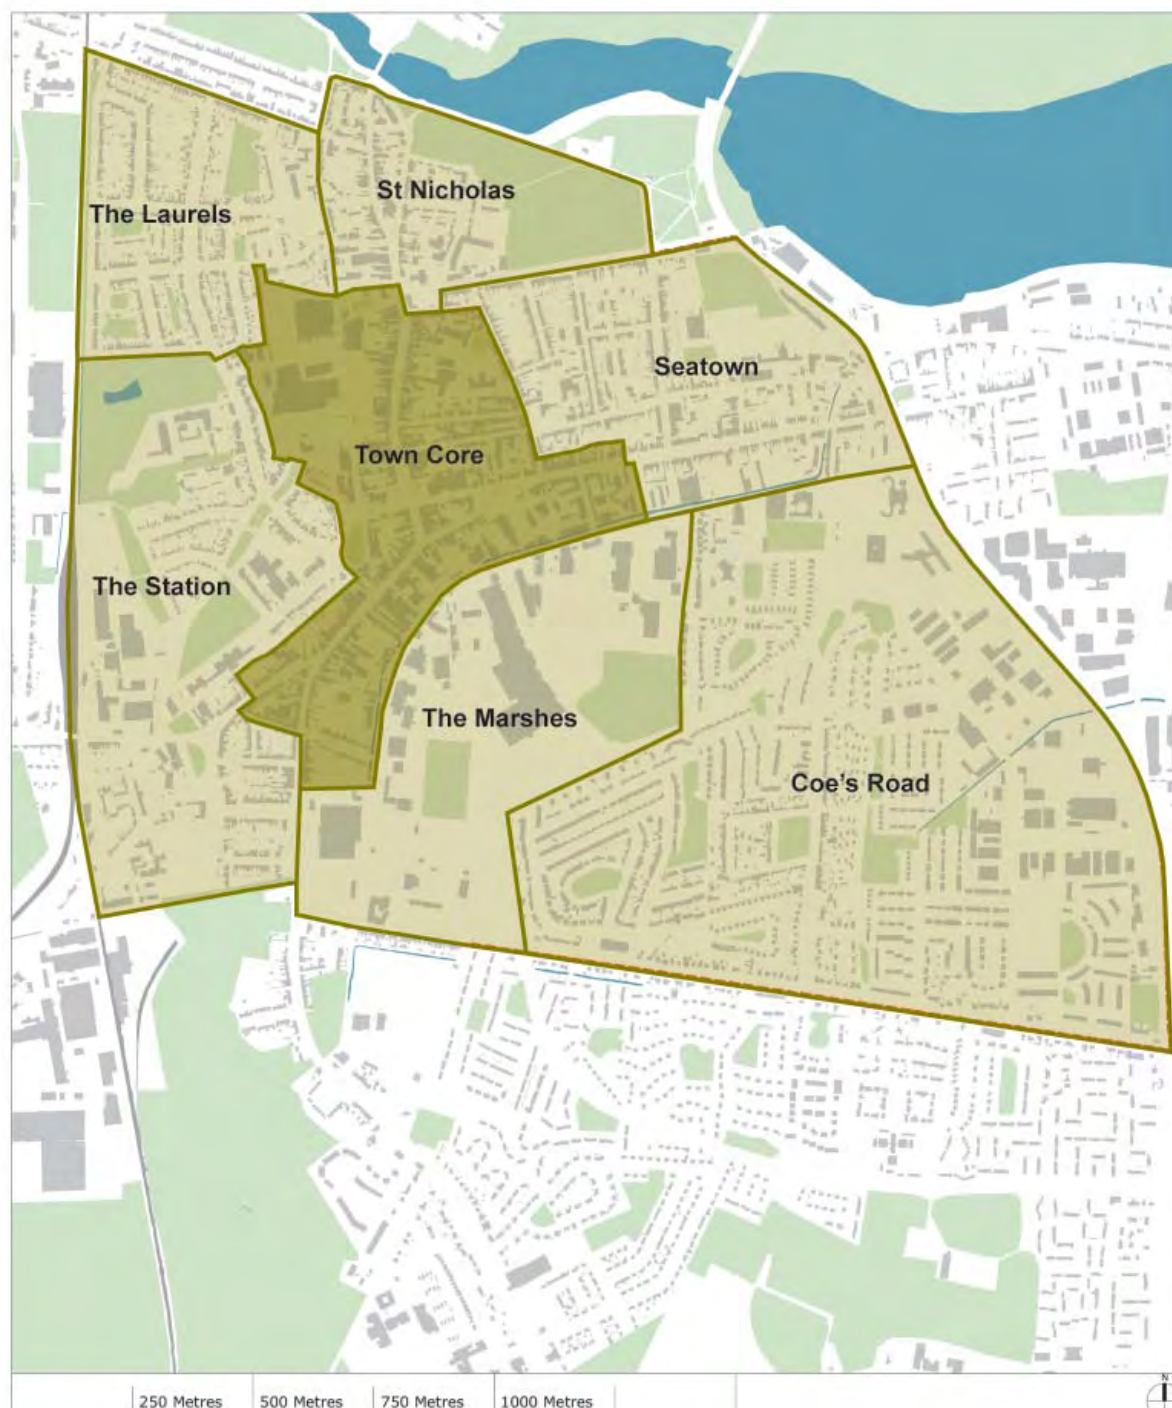 St Nicholas
The Laurels
Seatown
Town Core
The Station
The Marshes
Coe's Road
250 Metres
500 Metres
750 Metres
1000 Metres
N